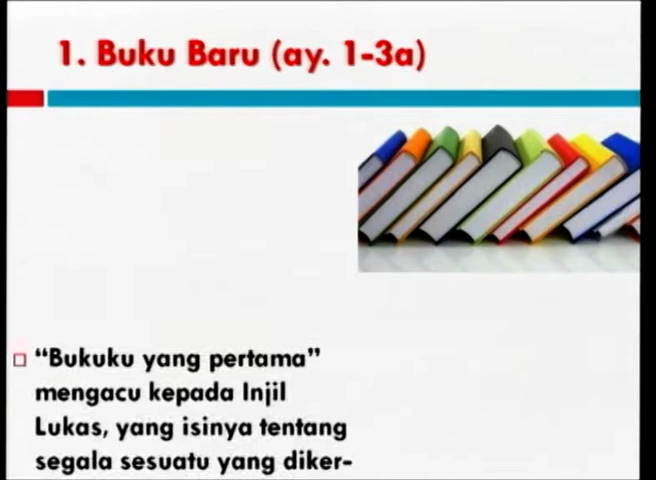 1. Buku Baru (ay. 1-3a)
“Bukuku yang pertama”
mengacu kepada Injil
Lukas, yang isinya tentang
segala sesuatu yang diker-